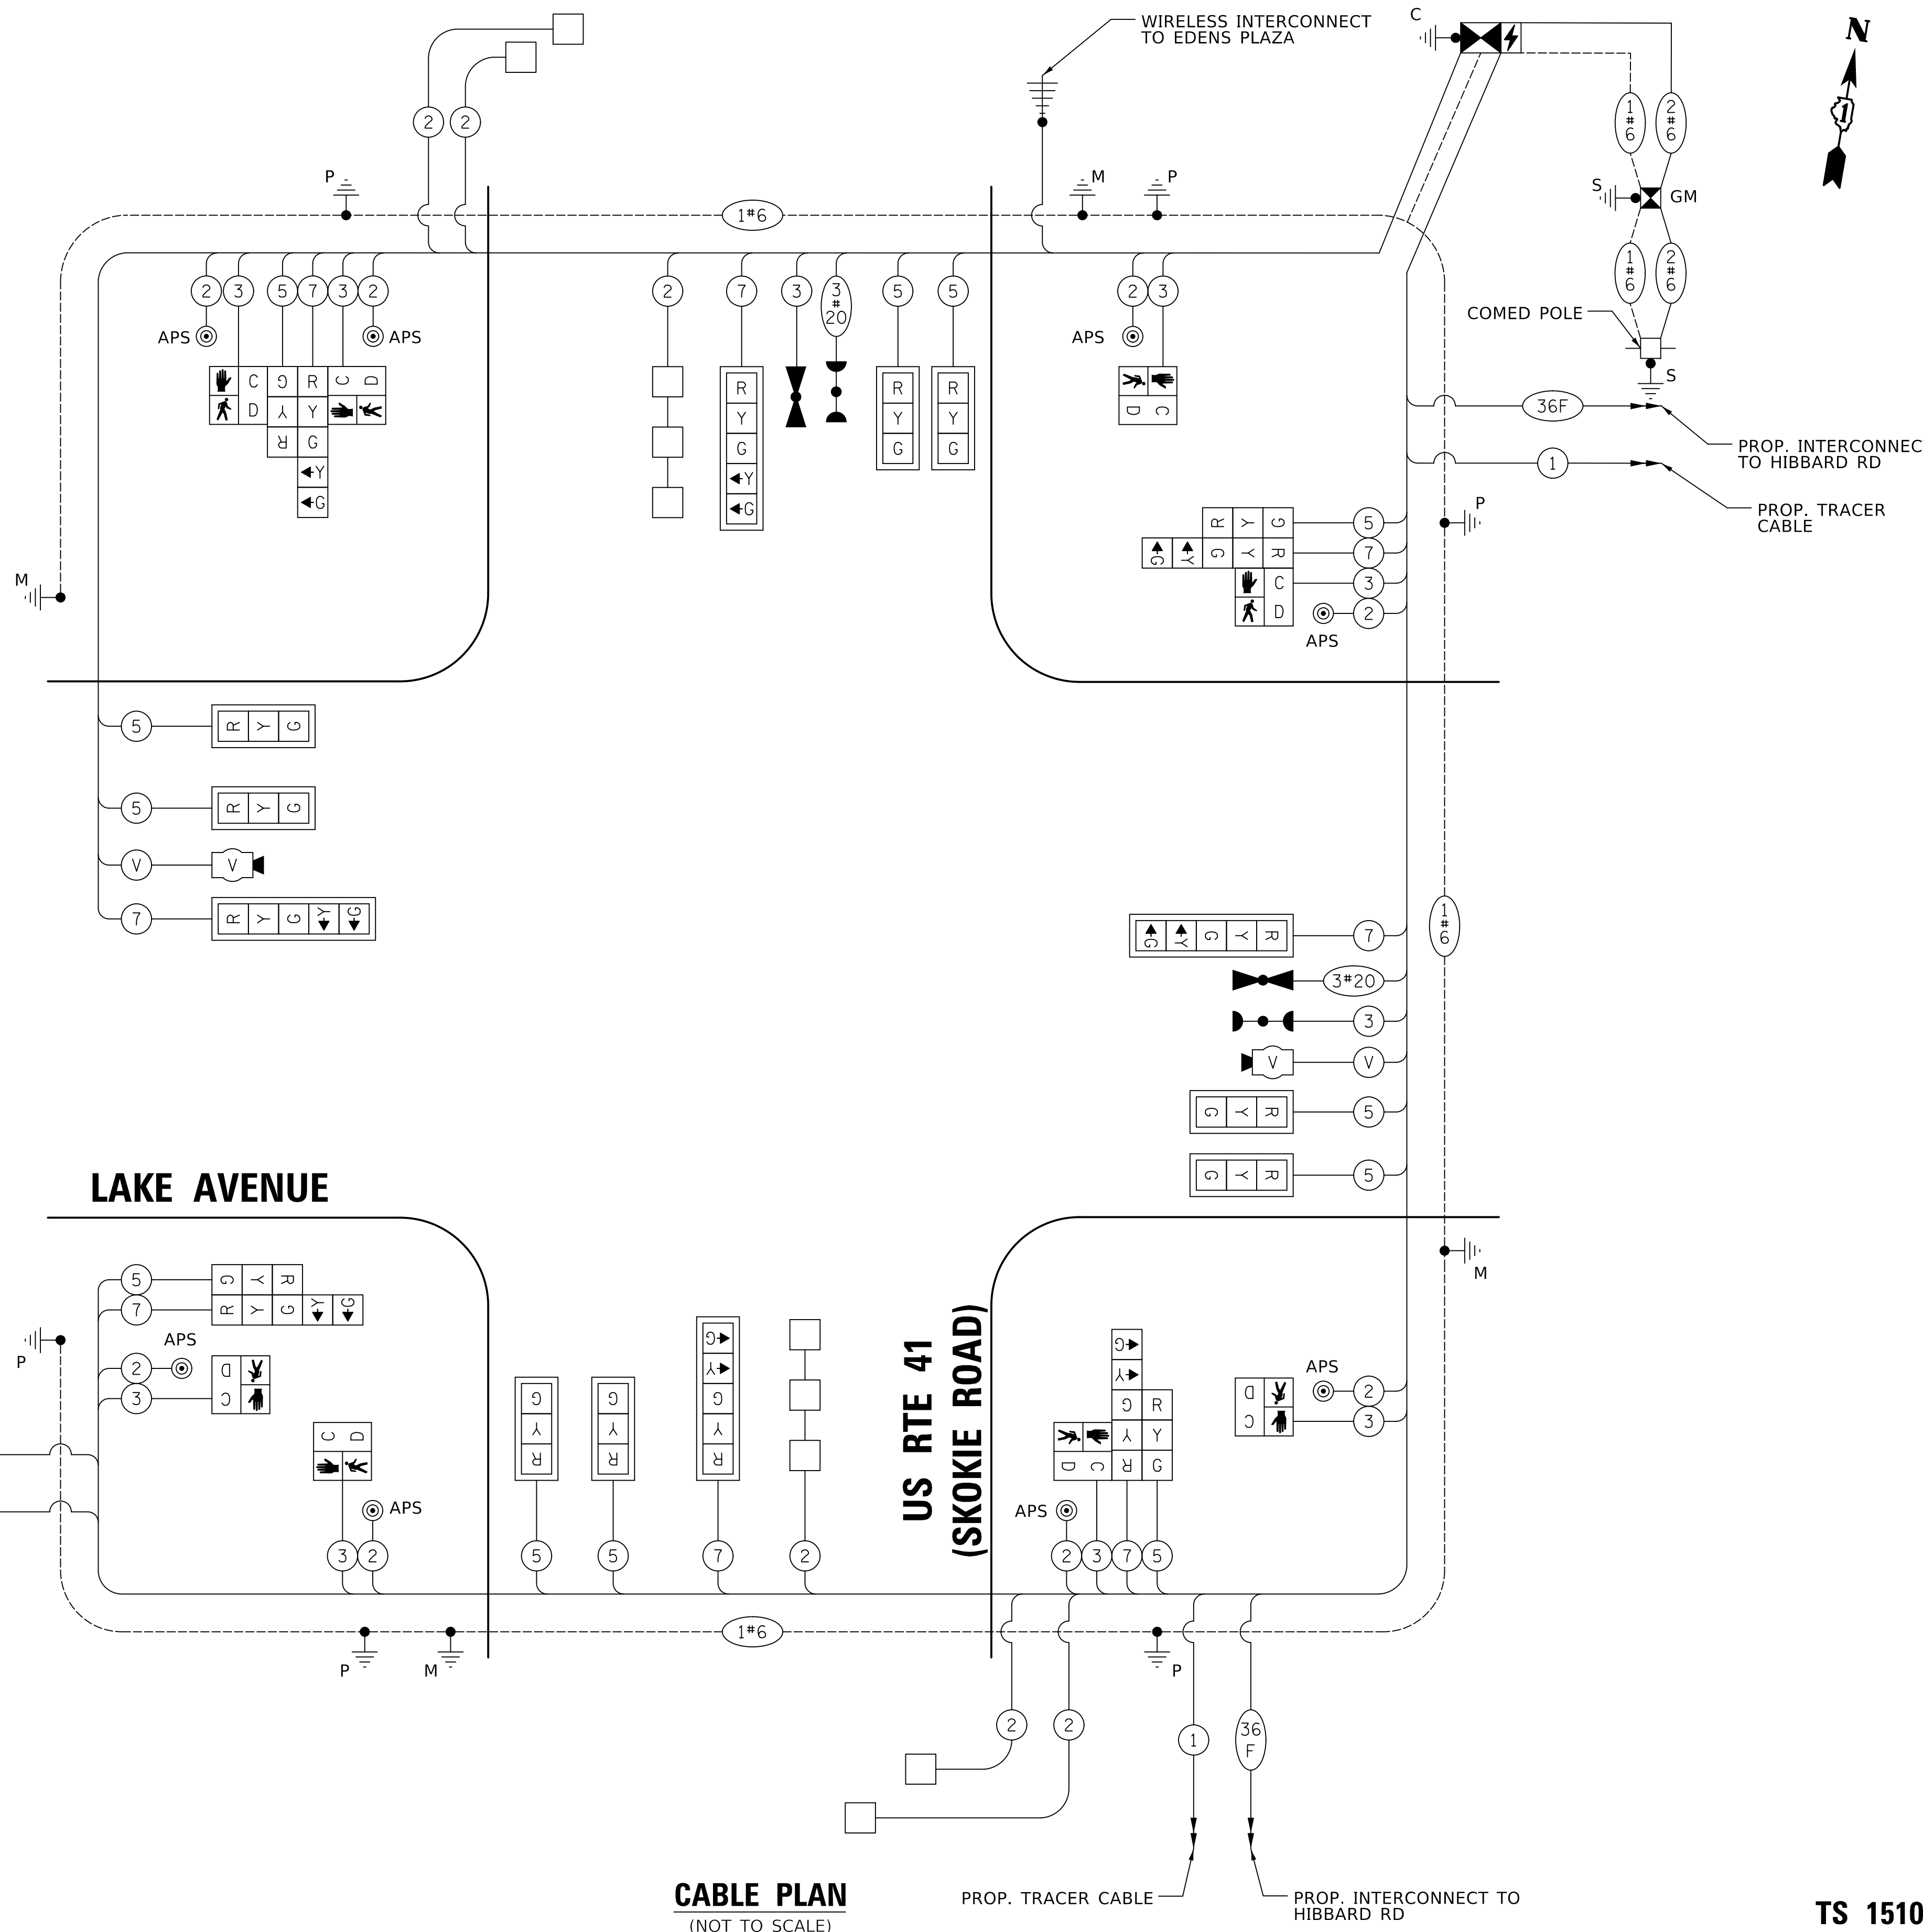 WIRELESS INTERCONNECT
TO EDENS PLAZA
C
N
1
2 2
1#6 2#6
P M P
1#6
S GM
1#6 2#6
2 3 5 7 3 2
2 7 3 3#20 5 5
2 3
COMED POLE
APS APS
APS
S
C G R C D
D Y Y
R G
Y
G
R
Y
G
Y
G
R
Y
G
R
Y
G
D C
36F
PROP. INTERCONNEC
TO HIBBARD RD
1
PROP. TRACER
CABLE
P
R Y G 5
G Y G Y R 7
C 3
D 2
APS
M
5 R Y G
5 R Y G
V V
7 R Y G Y G
G Y G Y R 7
1#6
3#20
3
V V
G Y R 5
G Y R 5
LAKE AVENUE
M
5 G Y R
7 R Y G Y G
APS
P
2 D
3 C
C D
APS
G
Y
R
G
Y
R
G
Y
G
Y
R
US RTE 41
(SKOKIE ROAD)
G
Y
G R
Y Y
R G
D C
APS
APS
D 2
C 3
3 2 5 5 7 2 2 3 7 5
1#6
P M P
2 2 1 36
F
CABLE PLAN
(NOT TO SCALE)
PROP. TRACER CABLE
PROP. INTERCONNECT TO
HIBBARD RD
TS 1510